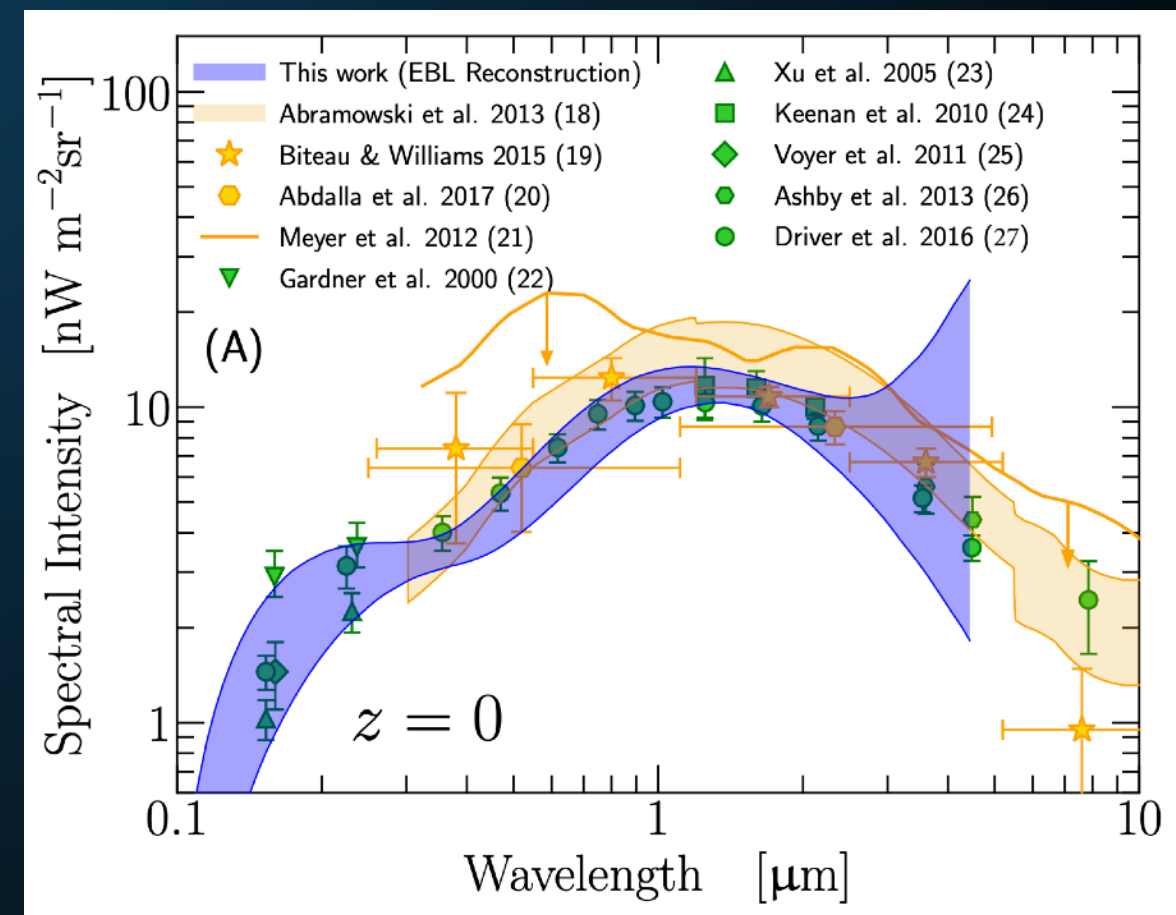 100
10
1
Spectral Intensity [nW m−2sr−1]
This work (EBL Reconstruction)
Abramowski et al. 2013 (18)
Biteau & Williams 2015 (19)
Abdalla et al. 2017 (20)
Meyer et al. 2012 (21)
Gardner et al. 2000 (22)
Xu et al. 2005 (23)
Keenan et al. 2010 (24)
Voyer et al. 2011 (25)
Ashby et al. 2013 (26)
Driver et al. 2016 (27)
(A)
z = 0
0.1
1
10
Wavelength [μm]